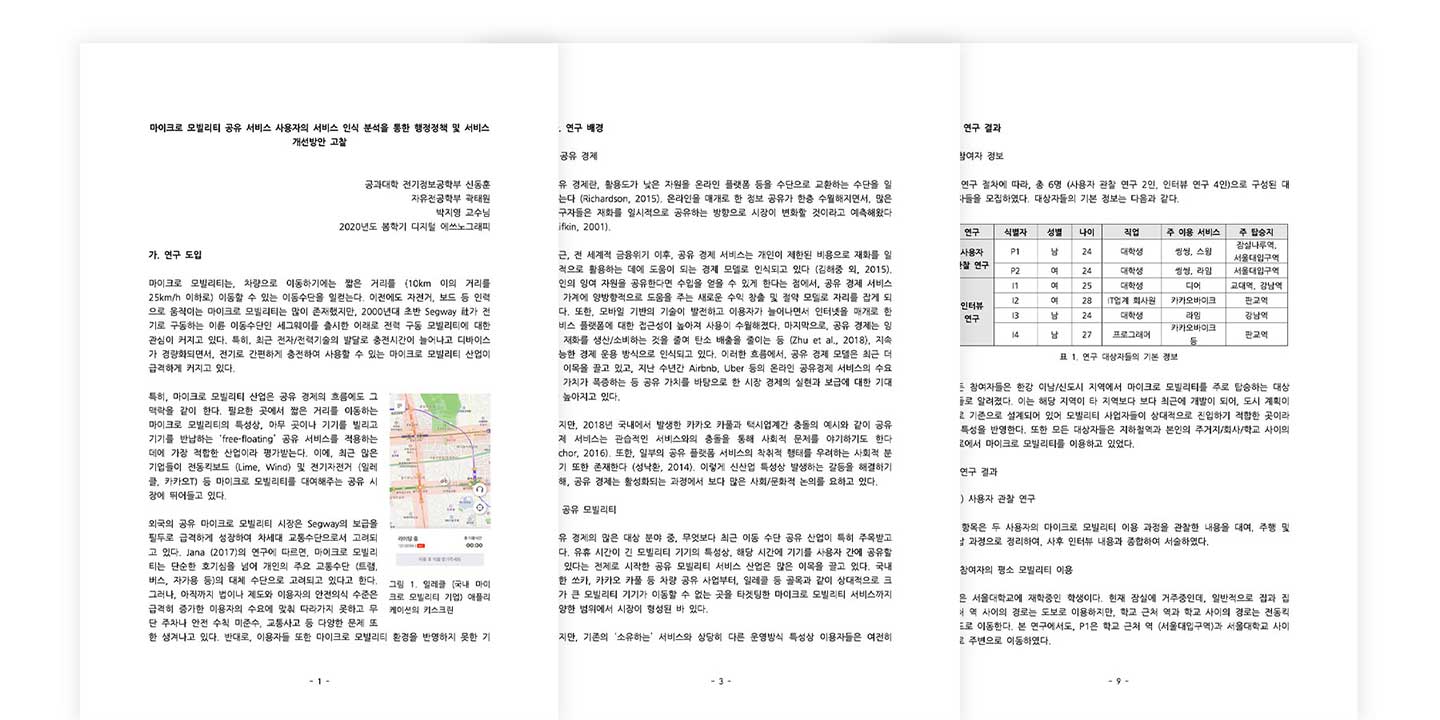 마이크로 모빌리티 공유 서비스 사용자의 서비스 인식 분석을 통한 행정정책 및 서비스
개선방안 고찰
공과대학 전기정보공학부 신동훈
자유전공학부 곽태원
박지영 교수님
2020년도 봄학기 디지털 에쓰노그래피
가. 연구 도입
마이크로 모빌리티는, 차량으로 이동하기에는 짧은 거리를 (10km 이의 거리를
25km/h 이하로) 이동할 수 있는 이동수단을 일컫는다. 이전에도 자전거, 보드 등 인력
으로 움직이는 마이크로 모빌리티는 많이 존재했지만, 2000년대 초반 Segway 社가 전
기로 구동하는 이륜 이동수단인 세그웨이를 출시한 이래로 전력 구동 모빌리티에 대한
관심이 커지고 있다. 특히, 최근 전자/전력기술의 발달로 충전시간이 늘어나고 디바이스
가 경량화되면서, 전기로 간편하게 충전하여 사용할 수 있는 마이크로 모빌리티 산업이
급격하게 커지고 있다.
특히, 마이크로 모빌리티 산업은 공유 경제의 흐름에도 그
맥락을 같이 한다. 필요한 곳에서 짧은 거리를 이동하는
마이크로 모빌리티의 특성상, 아무 곳이나 기기를 빌리고
기기를 반납하는 'free-floating' 공유 서비스를 적용하는
데에 가장 적합한 산업이라 평가받는다. 이에, 최근 많은
기업들이 전동킥보드 (Lime, Wind) 및 전기자전거 (일레
클, 카카오T) 등 마이크로 모빌리티를 대여해주는 공유 시
장에 뛰어들고 있다.
외국의 공유 마이크로 모빌리티 시장은 Segway의 보급을
필두로 급격하게 성장하여 차세대 교통수단으로서 고려되
고 있다. Jana (2017)의 연구에 따르면, 마이크로 모빌리
티는 단순한 호기심을 넘어 개인의 주요 교통수단 (트램,
버스, 자가용 등)의 대체 수단으로 고려되고 있다고 한다.
그러나, 아직까지 법이나 제도와 이용자의 안전의식 수준은
급격히 증가한 이용자의 수요에 맞춰 따라가지 못하고 무
단 주차나 안전 수칙 미준수, 교통사고 등 다양한 문제 또
한 생겨나고 있다. 반대로, 이용자들 또한 마이크로 모빌리티 환경을 반영하지 못한 기
라이딩 중
00:30
그림 1. 일레클 (국내 마이
크로 모빌리티 기업) 애플리
케이션의 키스크린
- 1 -
. 연구 배경
공유 경제
유 경제란, 활용도가 낮은 자원을 온라인 플랫폼 등을 수단으로 교환하는 수단을 일
는다 (Richardson, 2015). 온라인을 매개로 한 정보 공유가 한층 수월해지면서, 많은
구자들은 재화를 일시적으로 공유하는 방향으로 시장이 변화할 것이라고 예측해왔다
ifkin, 2001).
근, 전 세계적 금융위기 이후, 공유 경제 서비스는 개인이 제한된 비용으로 재화를 일
적으로 활용하는 데에 도움이 되는 경제 모델로 인식되고 있다 (김해중 외, 2015).
인의 잉여 자원을 공유한다면 수입을 얻을 수 있게 한다는 점에서, 공유 경제 서비스
가계에 양방향적으로 도움을 주는 새로운 수익 창출 및 절약 모델로 자리를 잡게 되
다. 또한, 모바일 기반의 기술이 발전하고 이용자가 늘어나면서 인터넷을 매개로 한
비스 플랫폼에 대한 접근성이 높아져 사용이 수월해졌다. 마지막으로, 공유 경제는 잉
재화를 생산/소비하는 것을 줄여 탄소 배출을 줄이는 등 (Zhu et al., 2018), 지속
능한 경제 운용 방식으로 인식되고 있다. 이러한 흐름에서, 공유 경제 모델은 최근 더
이목을 끌고 있고, 지난 수년간 Airbnb, Uber 등의 온라인 공유경제 서비스의 수요
가치가 폭증하는 등 공유 가치를 바탕으로 한 시장 경제의 실현과 보급에 대한 기대
높아지고 있다.
지만, 2018년 국내에서 발생한 카카오 카풀과 택시업계간 충돌의 예시와 같이 공유
제 서비스는 관습적인 서비스와의 충돌을 통해 사회적 문제를 야기하기도 한다
chor, 2016). 또한, 일부의 공유 플랫폼 서비스의 착취적 행태를 우려하는 사회적 분
기 또한 존재한다 (성낙환, 2014). 이렇게 신산업 특성상 발생하는 갈등을 해결하기
해, 공유 경제는 활성화되는 과정에서 보다 많은 사회/문화적 논의를 요하고 있다.
공유 모빌리티
유 경제의 많은 대상 분야 중, 무엇보다 최근 이동 수단 공유 산업이 특히 주목받고
다. 유휴 시간이 긴 모빌리티 기기의 특성상, 해당 시간에 기기를 사용자 간에 공유할
있다는 전제로 시작한 공유 모빌리티 서비스 산업은 많은 이목을 끌고 있다. 국내
한 쏘카, 카카오 카풀 등 차량 공유 사업부터, 일레클 등 골목과 같이 상대적으로 크
가 큰 모빌리티 기기가 이동할 수 없는 곳을 타겟팅한 마이크로 모빌리티 서비스까지
양한 범위에서 시장이 형성된 바 있다.
지만, 기존의 '소유하는' 서비스와 상당히 다른 운영방식 특성상 이용자들은 여전히
- 3 -
연구 결과
참여자 정보
연구 절차에 따라, 총 6명 (사용자 관찰 연구 2인, 인터뷰 연구 4인)으로 구성된 대
자들을 모집하였다. 대상자들의 기본 정보는 다음과 같다.
연구 식별자 성별 나이 직업 주 이용 서비스 주 탑승지
사용자 관찰 연구 P1 남 24 대학생 씽씽, 스윙 잠실나루역, 서울대입구역
P2 여 24 대학생 씽씽, 라임 서울대입구역
인터뷰 연구 I1 여 25 대학생 디어 교대역, 강남역
I2 여 28 IT업계 회사원 카카오바이크 판교역
I3 남 24 대학생 라임 강남역
I4 남 27 프로그래머 카카오바이크 등 판교역
표 1. 연구 대상자들의 기본 정보
든 참여자들은 한강 이남/신도시 지역에서 마이크로 모빌리티를 주로 탑승하는 대상
들로 알려졌다. 이는 해당 지역이 타 지역보다 보다 최근에 개발이 되어, 도시 계획이
로 기준으로 설계되어 있어 모빌리티 사업자들이 상대적으로 진입하기 적합한 곳이라
특성을 반영한다. 또한 모든 대상자들은 지하철역과 본인의 주거지/회사/학교 사이의
로에서 마이크로 모빌리티를 이용하고 있었다.
연구 결과
) 사용자 관찰 연구
항목은 두 사용자의 마이크로 모빌리티 이용 과정을 관찰한 내용을 대여, 주행 및
납 과정으로 정리하여, 사후 인터뷰 내용과 종합하여 서술하였다.
참여자의 평소 모빌리티 이용
은 서울대학교에 재학중인 학생이다. 현재 잠실에 거주중인데, 일반적으로 집과 집
처 역 사이의 경로는 도보로 이용하지만, 학교 근처 역과 학교 사이의 경로는 전동킥
드로 이동한다. 본 연구에서도, P1은 학교 근처 역 (서울대입구역)과 서울대학교 사이
로 주변으로 이동하였다.
- 9 -